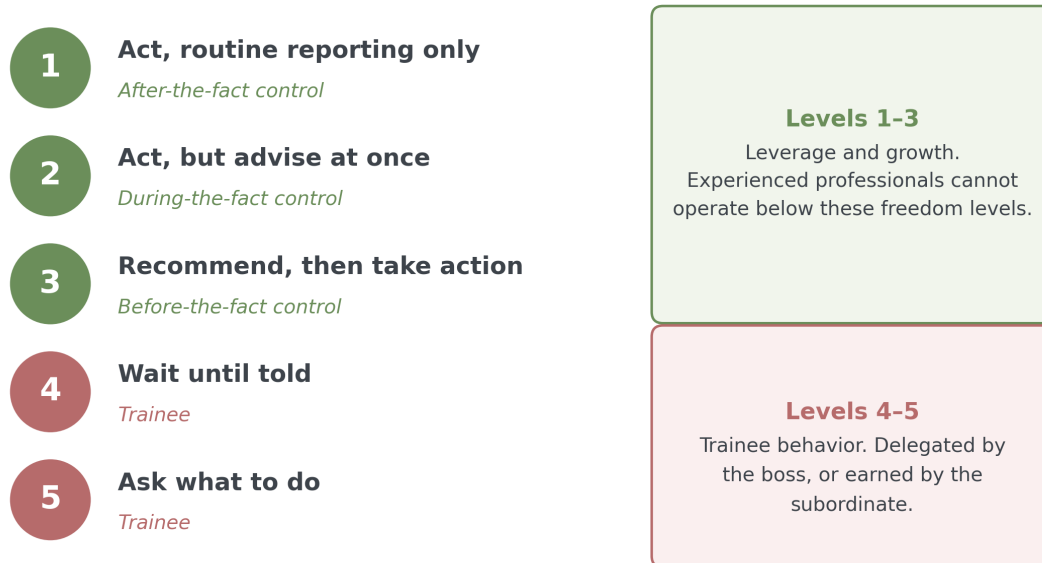 1
Act, routine reporting only
After-the-fact control
2
Act, but advise at once
During-the-fact control
3
Recommend, then take action
Before-the-fact control
4
Wait until told
Trainee
5
Ask what to do
Trainee
Levels 1–3
Leverage and growth.
Experienced professionals cannot
operate below these freedom levels.
Levels 4–5
Trainee behavior. Delegated by
the boss, or earned by the
subordinate.